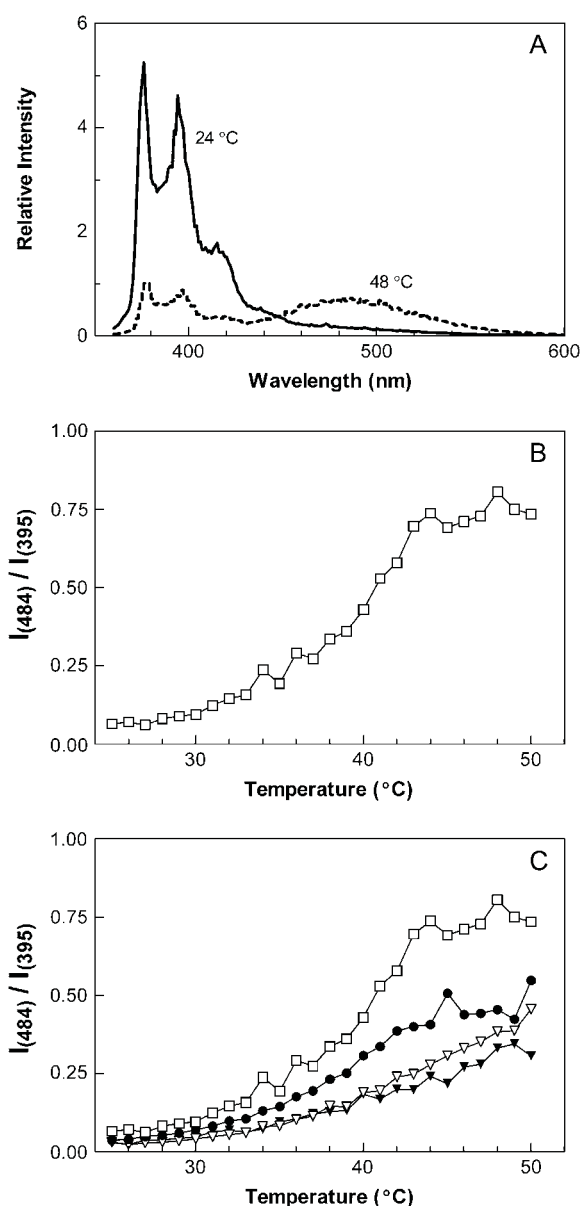 A
6
4
2
0
Relative Intensity
24 °C
48 °C
400
500
600
Wavelength (nm)
B
1.00
0.75
0.50
0.25
0.00
I(484) / I(395)
30
40
50
Temperature (°C)
C
1.00
0.75
0.50
0.25
0.00
I(484) / I(395)
30
40
50
Temperature (°C)